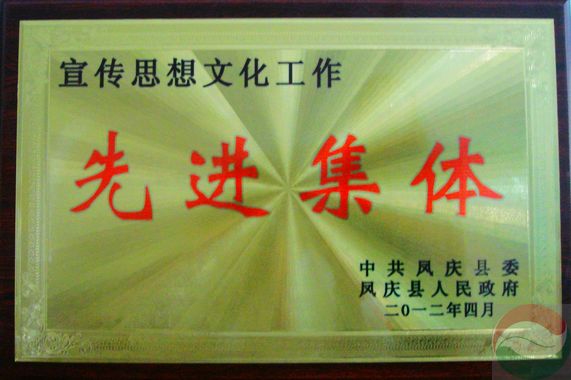 宣传思想文化工作
先进集体
中共凤庆县委
凤庆县人民政府
二○一二年四月